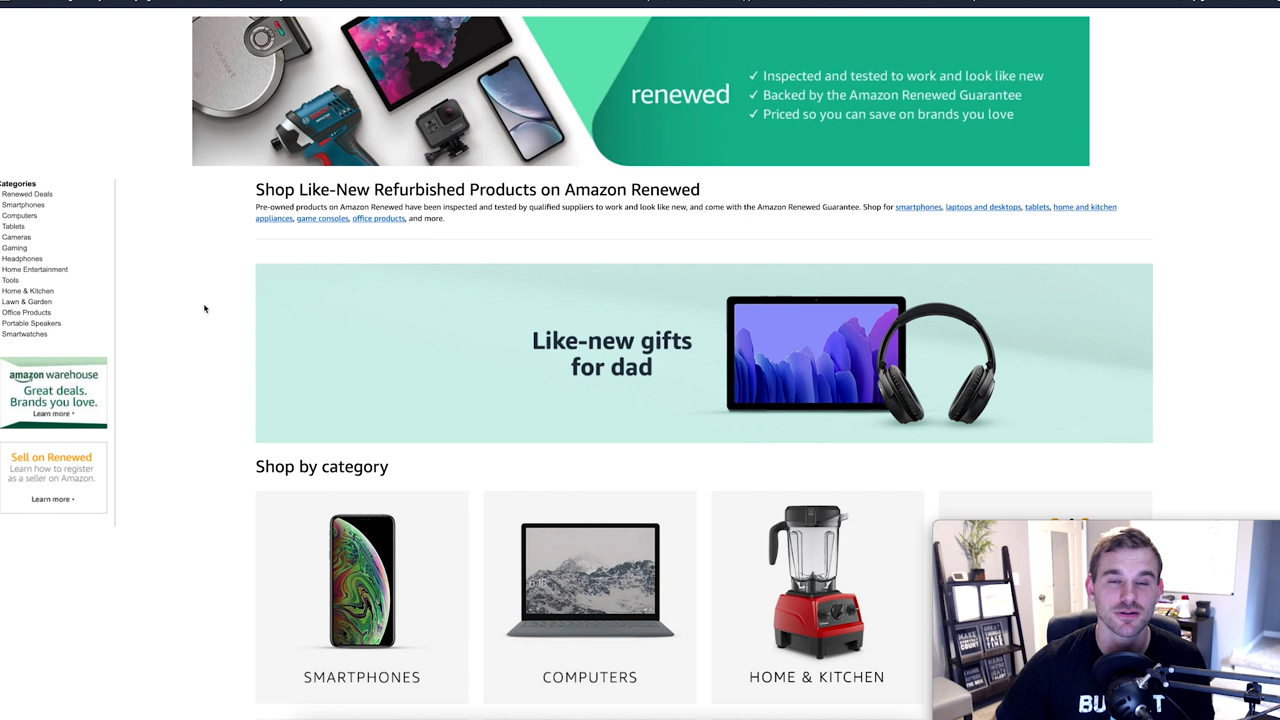 renewed
✓ Inspected and tested to work and look like new
✓ Backed by the Amazon Renewed Guarantee
✓ Priced so you can save on brands you love
ategories
Renewed Deals
Smartphones
Computers
Tablets
Cameras
Gaming
Headphones
Home Entertainment
Tools
Home & Kitchen
Lawn & Garden
Office Products
Portable Speakers
Smartwatches
amazon warehouse
Great deals.
Brands you love.
Learn more
Sell on Renewed
Learn how to register
as a seller on Amazon.
Learn more
Shop Like-New Refurbished Products on Amazon Renewed
Pre-owned products on Amazon Renewed have been inspected and tested by qualified suppliers to work and look like new, and come with the Amazon Renewed Guarantee. Shop for smartphones, laptops and desktops, tablets, home and kitchen
appliances, game consoles, office products, and more.
Like-new gifts
for dad
Shop by category
SMARTPHONES
COMPUTERS
HOME & KITCHEN